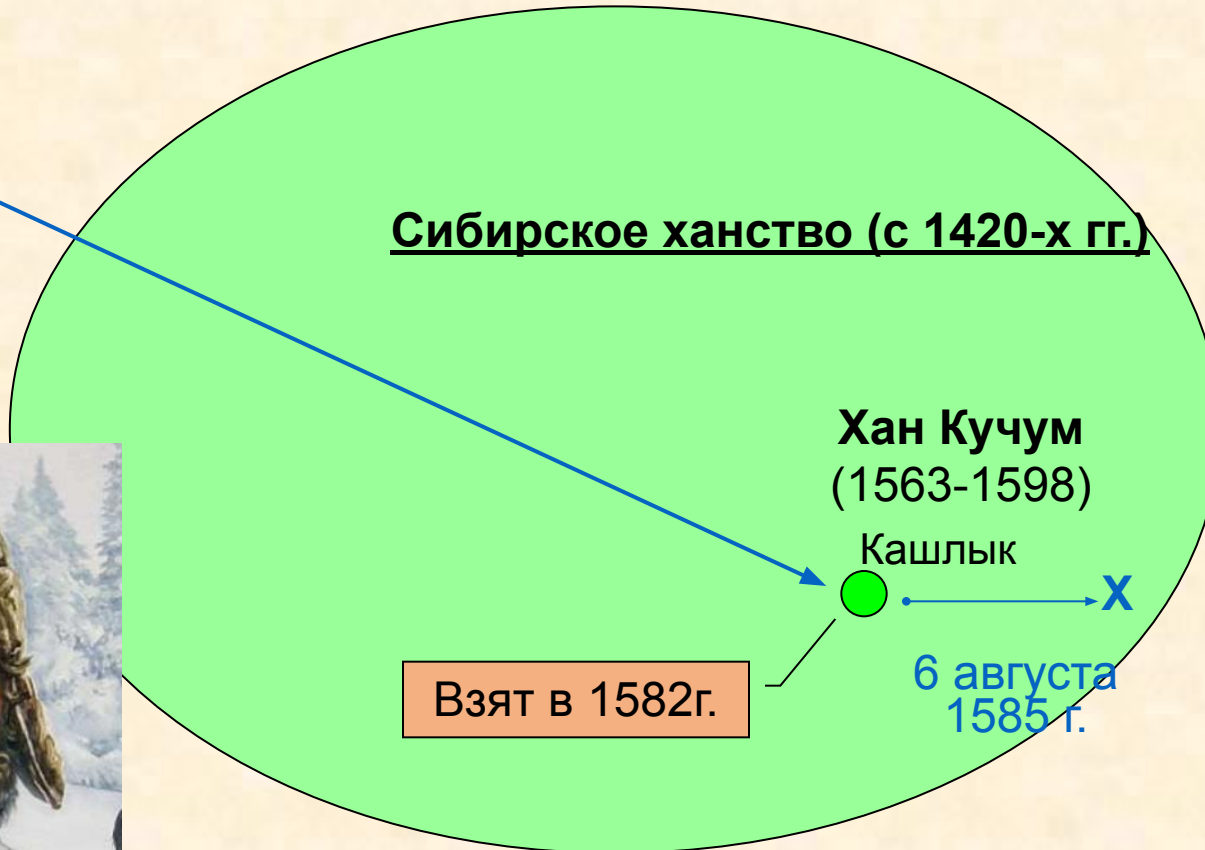 Сибирское ханство (с 1420-х гг.)
Хан Кучум
(1563-1598)
Кашлык
Х
Взят в 1582г.
6 августа
1585 г.